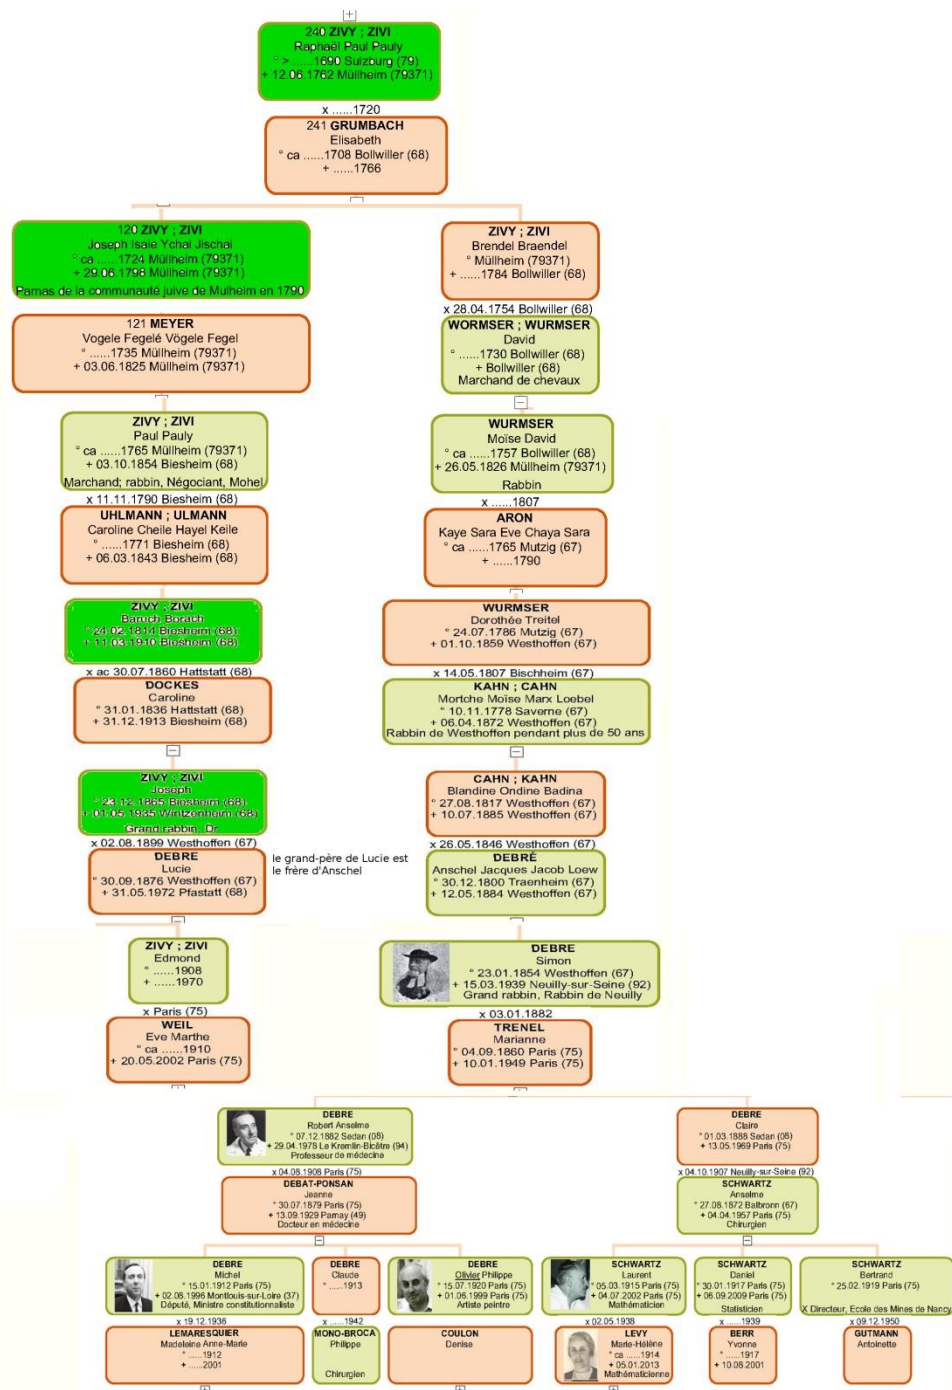 240 ZIVY ; ZIVI
Raphaël Paul Pauly
° > ......1690 Sulzburg (79)
+ 12.06.1762 Müllheim (79371)
x ......1720
241 GRUMBACH
Elisabeth
° ca ......1708 Bollwiller (68)
+ ......1766
120 ZIVY ; ZIVI
Joseph Isaie Ychai Jischai
° ca ......1724 Müllheim (79371)
+ 29.06.1798 Müllheim (79371)
Parnas de la communauté juive de Mulheim en 1790
121 MEYER
Vogele Fegelé Vögele Fegel
° ......1735 Müllheim (79371)
+ 03.06.1825 Müllheim (79371)
ZIVY ; ZIVI
Paul Pauly
° ca ......1765 Müllheim (79371)
+ 03.10.1854 Biesheim (68)
Marchand; rabbin, Négociant, Mohel
x 11.11.1790 Biesheim (68)
UHLMANN ; ULMANN
Caroline Cheile Hayel Keile
° ......1771 Biesheim (68)
+ 06.03.1843 Biesheim (68)
ZIVY ; ZIVI
Baruch Borach
° 24.02.1814 Biesheim (68)
+ 11.03.1910 Biesheim (68)
x ac 30.07.1860 Hattstatt (68)
DOCKES
Caroline
° 31.01.1836 Hattstatt (68)
+ 31.12.1913 Biesheim (68)
ZIVY ; ZIVI
Joseph
° 23.12.1865 Biesheim (68)
+ 01.05.1935 Wintzenheim (68)
Grand rabbin, Dr
x 02.08.1899 Westhoffen (67)
DEBRE
Lucie
° 30.09.1876 Westhoffen (67)
+ 31.05.1972 Pfastatt (68)
le grand-père de Lucie est
le frère d'Anschel
ZIVY ; ZIVI
Edmond
° ......1908
+ ......1970
x Paris (75)
WEIL
Eve Marthe
° ca ......1910
+ 20.05.2002 Paris (75)
ZIVY ; ZIVI
Brendel Braendel
° Müllheim (79371)
+ ......1784 Bollwiller (68)
x 28.04.1754 Bollwiller (68)
WORMSER ; WURMSER
David
° ......1730 Bollwiller (68)
+ Bollwiller (68)
Marchand de chevaux
WURMSER
Moïse David
° ca ......1757 Bollwiller (68)
+ 26.05.1826 Müllheim (79371)
Rabbin
x ......1807
ARON
Kaye Sara Eve Chaya Sara
° ca ......1765 Mutzig (67)
+ ......1790
WURMSER
Dorothée Treitel
° 24.07.1786 Mutzig (67)
+ 01.10.1859 Westhoffen (67)
x 14.05.1807 Bischheim (67)
KAHN ; CAHN
Mortche Moïse Marx Loebel
° 10.11.1778 Saverne (67)
+ 06.04.1872 Westhoffen (67)
Rabbin de Westhoffen pendant plus de 50 ans
CAHN ; KAHN
Blandine Ondine Badina
° 27.08.1817 Westhoffen (67)
+ 10.07.1885 Westhoffen (67)
x 26.05.1846 Westhoffen (67)
DEBRÉ
Anschel Jacques Jacob Loew
° 30.12.1800 Traenheim (67)
+ 12.05.1884 Westhoffen (67)
DEBRE
Simon
° 23.01.1854 Westhoffen (67)
+ 15.03.1939 Neuilly-sur-Seine (92)
Grand rabbin, Rabbin de Neuilly
x 03.01.1882
TRENEL
Marianne
° 04.09.1860 Paris (75)
+ 10.01.1949 Paris (75)
DEBRE
Robert Anselme
° 07.12.1882 Sedan (08)
+ 29.04.1978 Le Kremlin-Bicêtre (94)
Professeur de médecine
x 04.08.1908 Paris (75)
DEBAT-PONSAN
Jeanne
° 30.07.1879 Paris (75)
+ 13.09.1929 Parnay (49)
Docteur en médecine
DEBRE
Claire
° 01.03.1888 Sedan (08)
+ 13.05.1969 Paris (75)
x 04.10.1907 Neuilly-sur-Seine (92)
SCHWARTZ
Anselme
° 27.08.1872 Balbronn (67)
+ 04.04.1957 Paris (75)
Chirurgien
DEBRE
Michel
° 15.01.1912 Paris (75)
+ 02.08.1996 Montlouis-sur-Loire (37)
Député, Ministre constitutionnaliste
x 19.12.1936
LEMARESQUIER
Madeleine Anne-Marie
° ......1912
+ ......2001
DEBRE
Claude
° ......1913
x ......1942
MONO-BROCA
Philippe
Chirurgien
DEBRE
Olivier Philippe
° 15.07.1920 Paris (75)
+ 01.06.1999 Paris (75)
Artiste peintre
COULON
Denise
SCHWARTZ
Laurent
° 05.03.1915 Paris (75)
+ 04.07.2002 Paris (75)
Mathématicien
x 02.05.1938
LEVY
Marie-Hélène
° ca ......1914
+ 05.01.2013
Mathématicienne
SCHWARTZ
Daniel
° 30.01.1917 Paris (75)
+ 06.09.2009 Paris (75)
Statisticien
x ......1939
BERR
Yvonne
° ......1917
+ 10.08.2001
SCHWARTZ
Bertrand
° 25.02.1919 Paris (75)
X Directeur, Ecole des Mines de Nancy,
x 09.12.1950
GUTMANN
Antoinette